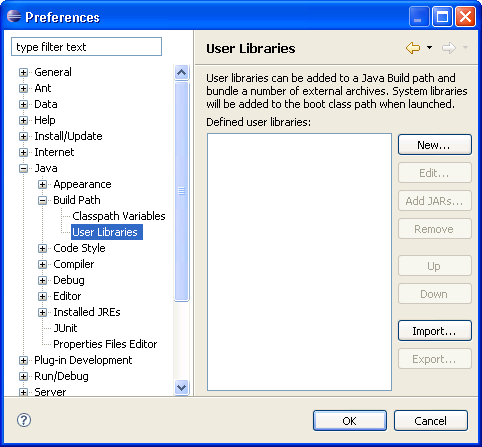 Preferences
type filter text
General
Ant
Data
Help
Install/Update
Internet
Java
Appearance
Build Path
Classpath Variables
User Libraries
Code Style
Compiler
Debug
Editor
Installed JREs
JUnit
Properties Files Editor
Plug-in Development
Run/Debug
Server
User Libraries
User libraries can be added to a Java Build path and
bundle a number of external archives. System libraries
will be added to the boot class path when launched.
Defined user libraries:
New...
Edit...
Add JARs...
Remove
Up
Down
Import...
Export...
?
OK
Cancel